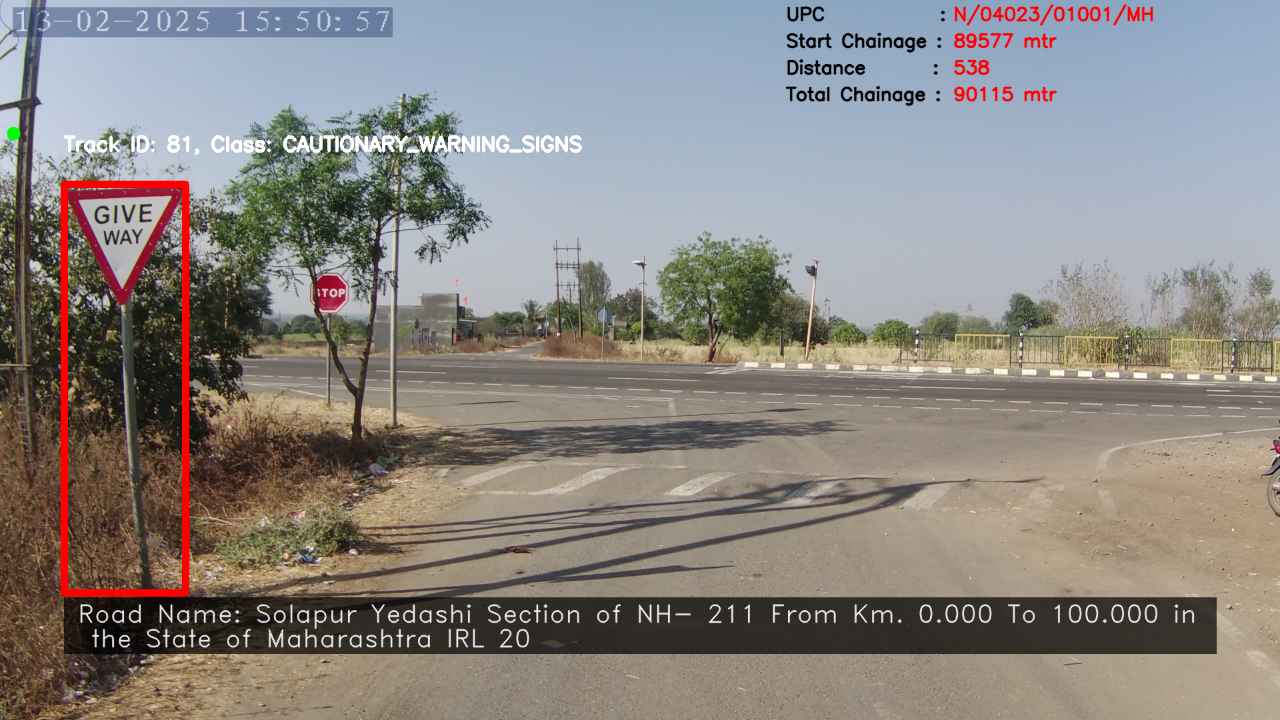 13-02-2025 15:50:57
UPC : N/04023/01001/MH
Start Chainage : 89577 mtr
Distance : 538
Total Chainage : 90115 mtr
Track ID: 81, Class: CAUTIONARY_WARNING_SIGNS
GIVE
WAY
STOP
Road Name: Solapur Yedashi Section of NH- 211 From Km. 0.000 To 100.000 in
the State of Maharashtra IRL 20